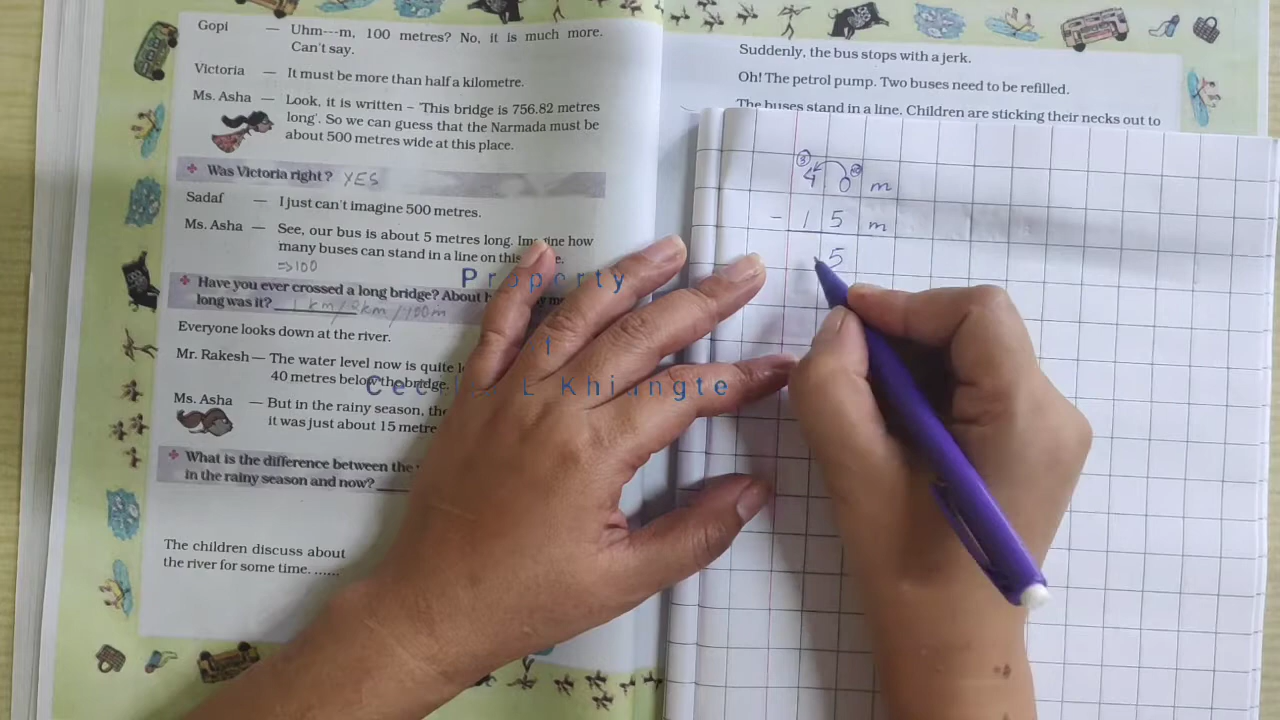 Gopi — Uhm---m, 100 metres? No, it is much more.
Can't say.
Victoria — It must be more than half a kilometre.
Ms. Asha — Look, it is written – 'This bridge is 756.82 metres
long'. So we can guess that the Narmada must be
about 500 metres wide at this place.
Was Victoria right? YES
Sadaf — I just can't imagine 500 metres.
Ms. Asha — See, our bus is about 5 metres long. Imagine how
many buses can stand in a line on this
⇒100
Have you ever crossed a long bridge? About
long was it? 1 km/2km/100m
Everyone looks down at the river.
Mr. Rakesh — The water level now is quite
40 metres below the bridge.
Ms. Asha — But in the rainy season, the
it was just about 15 metre
What is the difference between the
in the rainy season and now?
The children discuss about
the river for some time. ......
Suddenly, the bus stops with a jerk.
Oh! The petrol pump. Two buses need to be refilled.
The buses stand in a line. Children are sticking their necks out to
4 0 m
- 1 5 m
5
Property
Khiangte